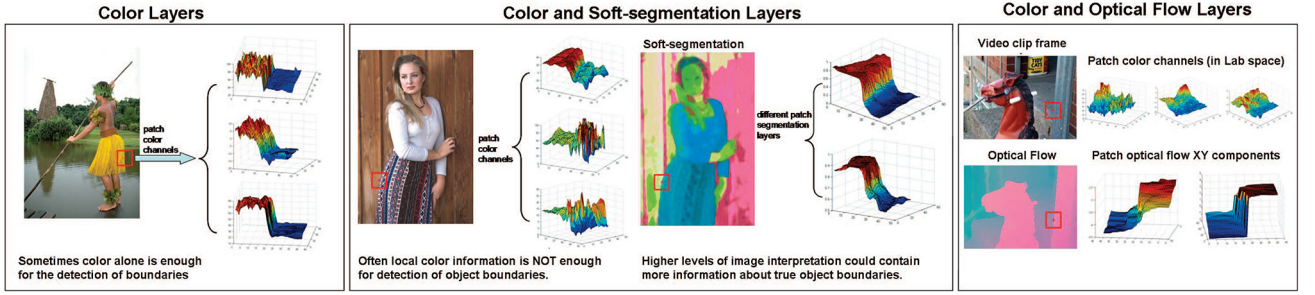 Color Layers
patch
color
channels
Sometimes color alone is enough
for the detection of boundaries
Color and Soft-segmentation Layers
patch
color
channels
Often local color information is NOT enough
for detection of object boundaries.
Soft-segmentation
different patch
segmentation
layers
Higher levels of image interpretation could contain
more information about true object boundaries.
Color and Optical Flow Layers
Video clip frame
Patch color channels (in Lab space)
Optical Flow
Patch optical flow XY components